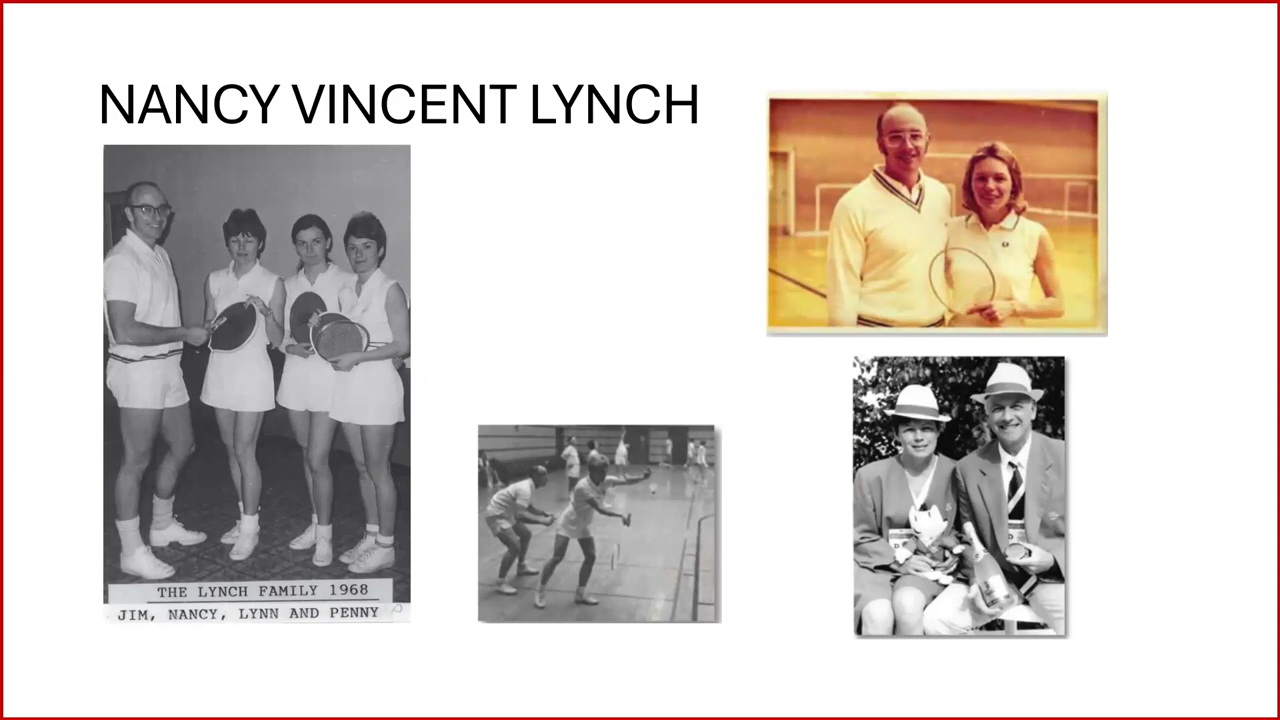 NANCY VINCENT LYNCH
THE LYNCH FAMILY 1968
JIM, NANCY, LYNN AND PENNY